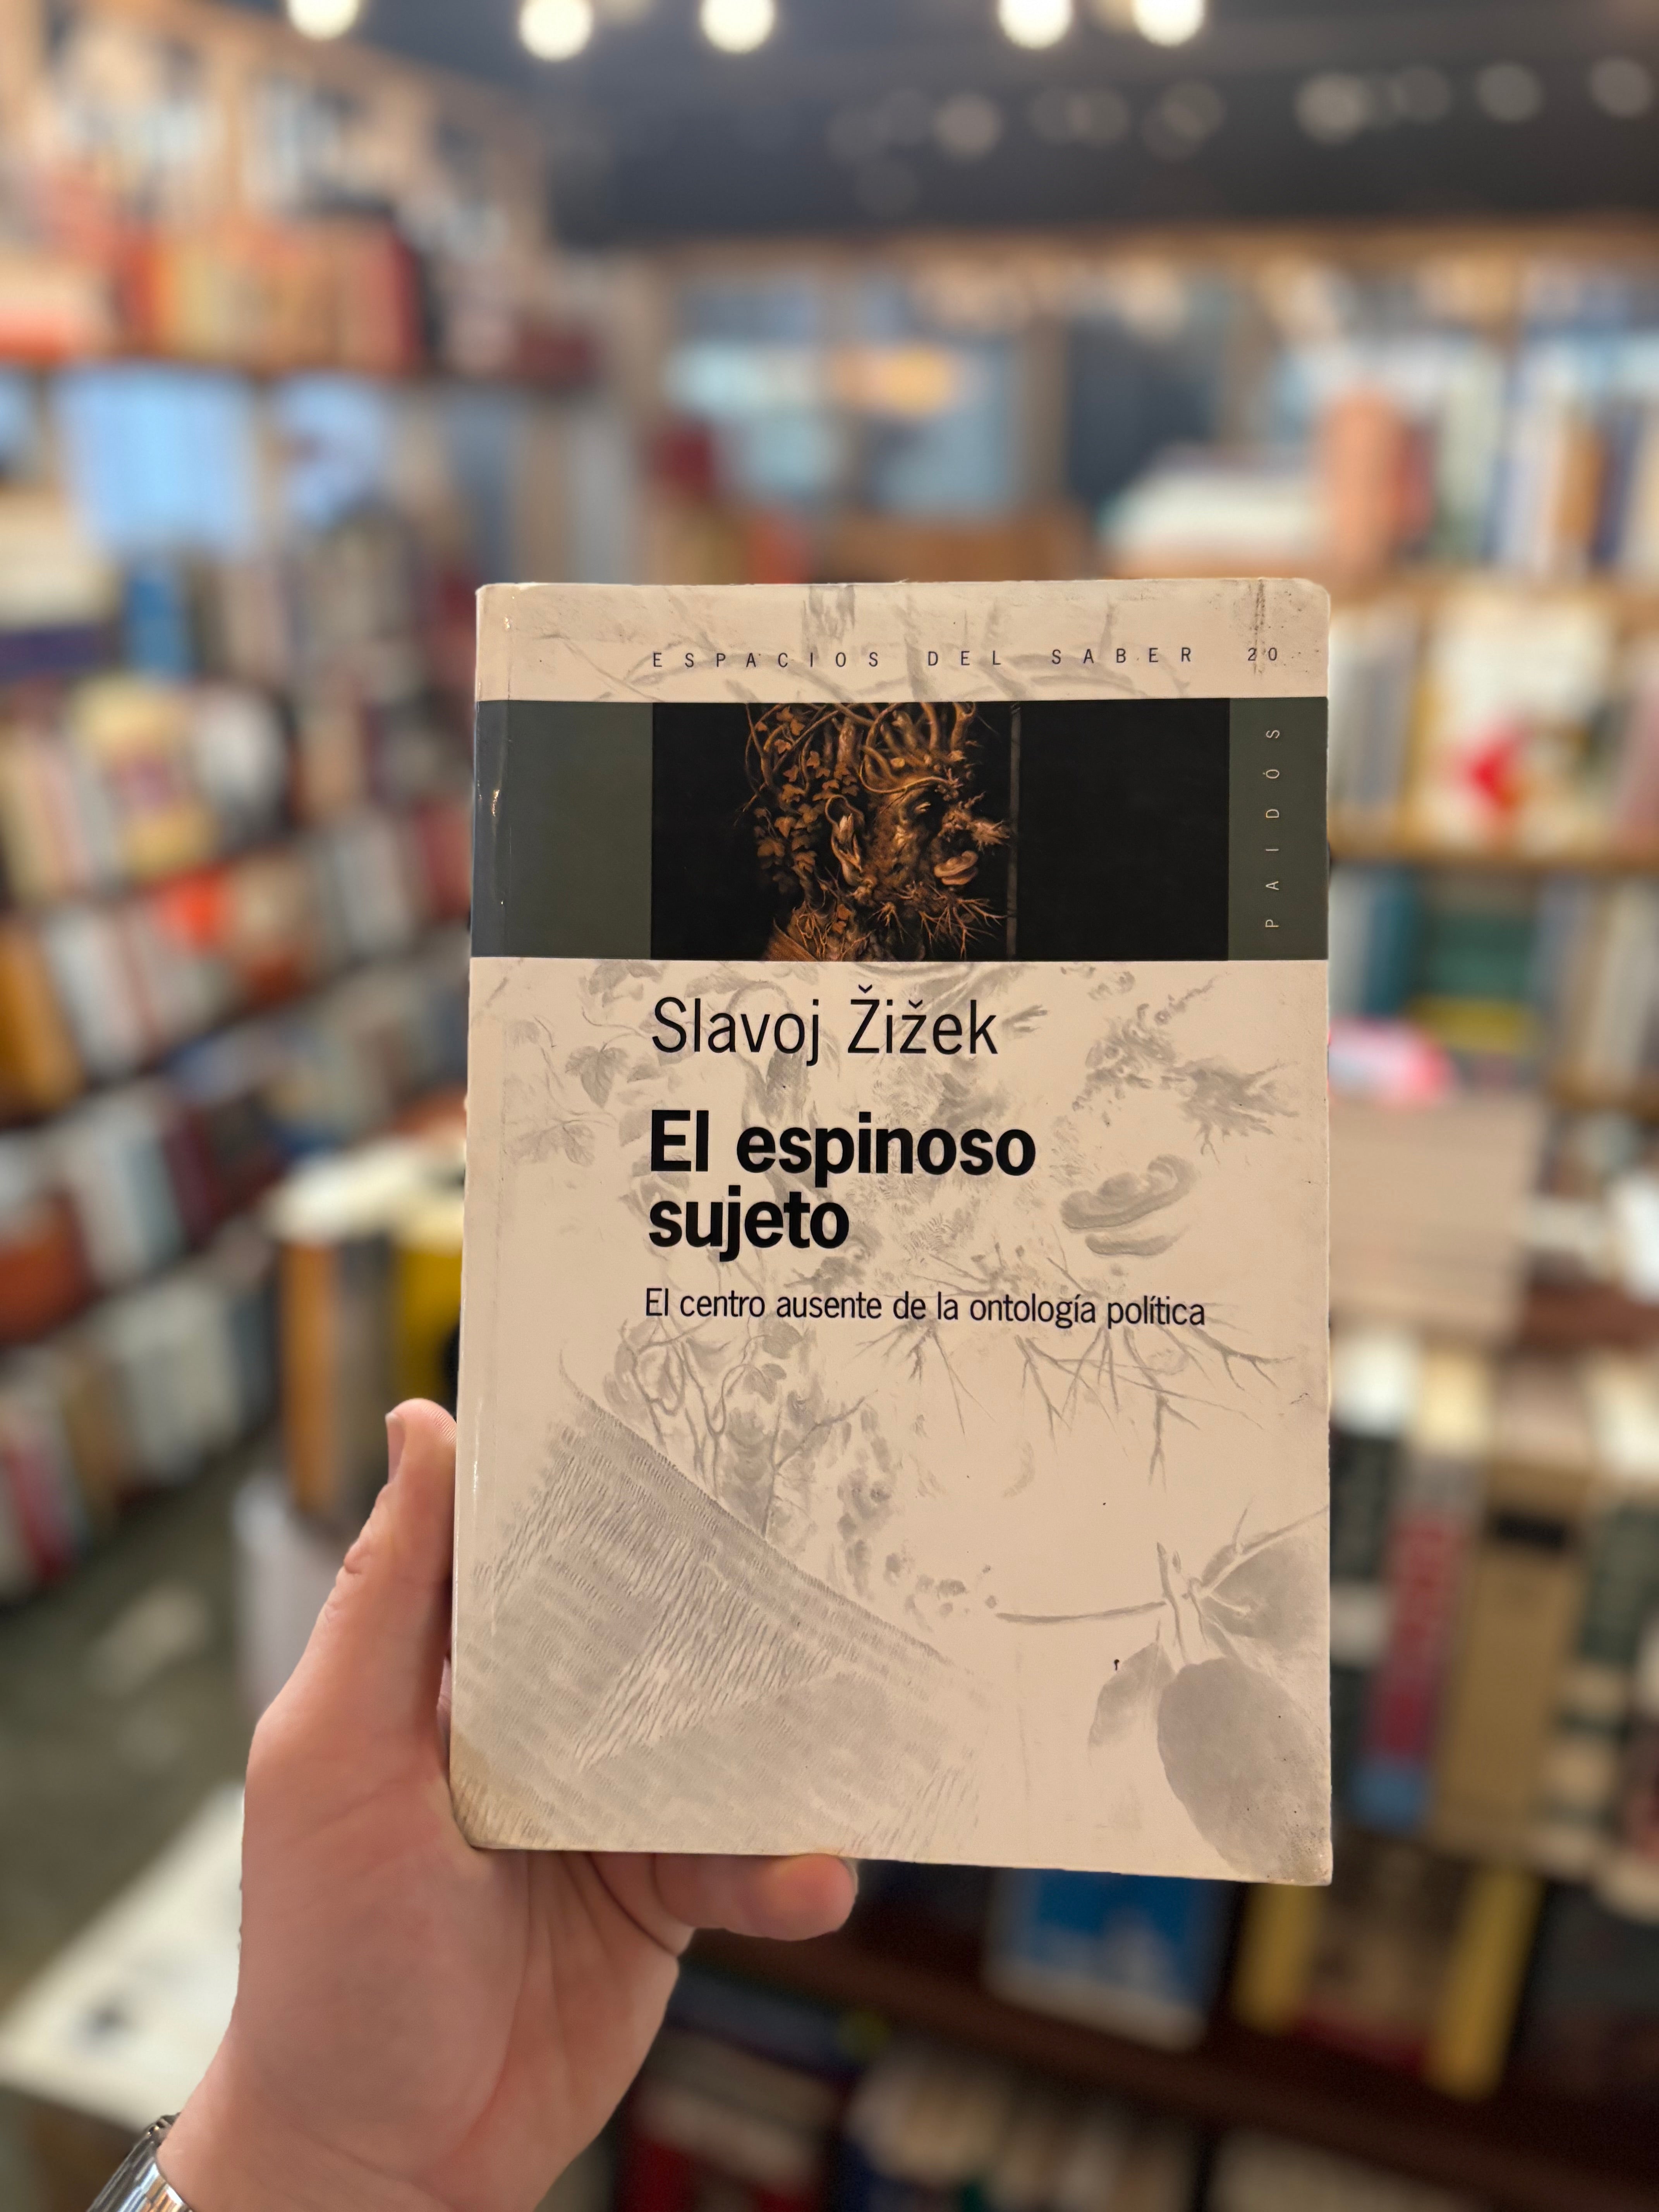 ESPACIOS DEL SABER 20
PAIDÓS
Slavoj Žižek
El espinoso
sujeto
El centro ausente de la ontología política